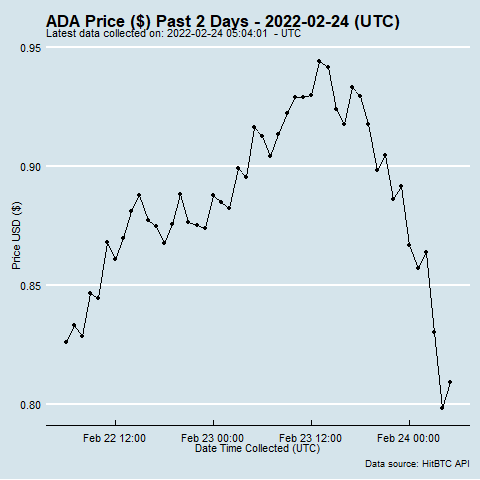 ADA Price ($) Past 2 Days - 2022-02-24 (UTC)
Latest data collected on: 2022-02-24 05:04:01  - UTC
0.95
0.90
0.85
0.80
Price USD ($)
Feb 22 12:00
Feb 23 00:00
Feb 23 12:00
Feb 24 00:00
Date Time Collected (UTC)
Data source: HitBTC API